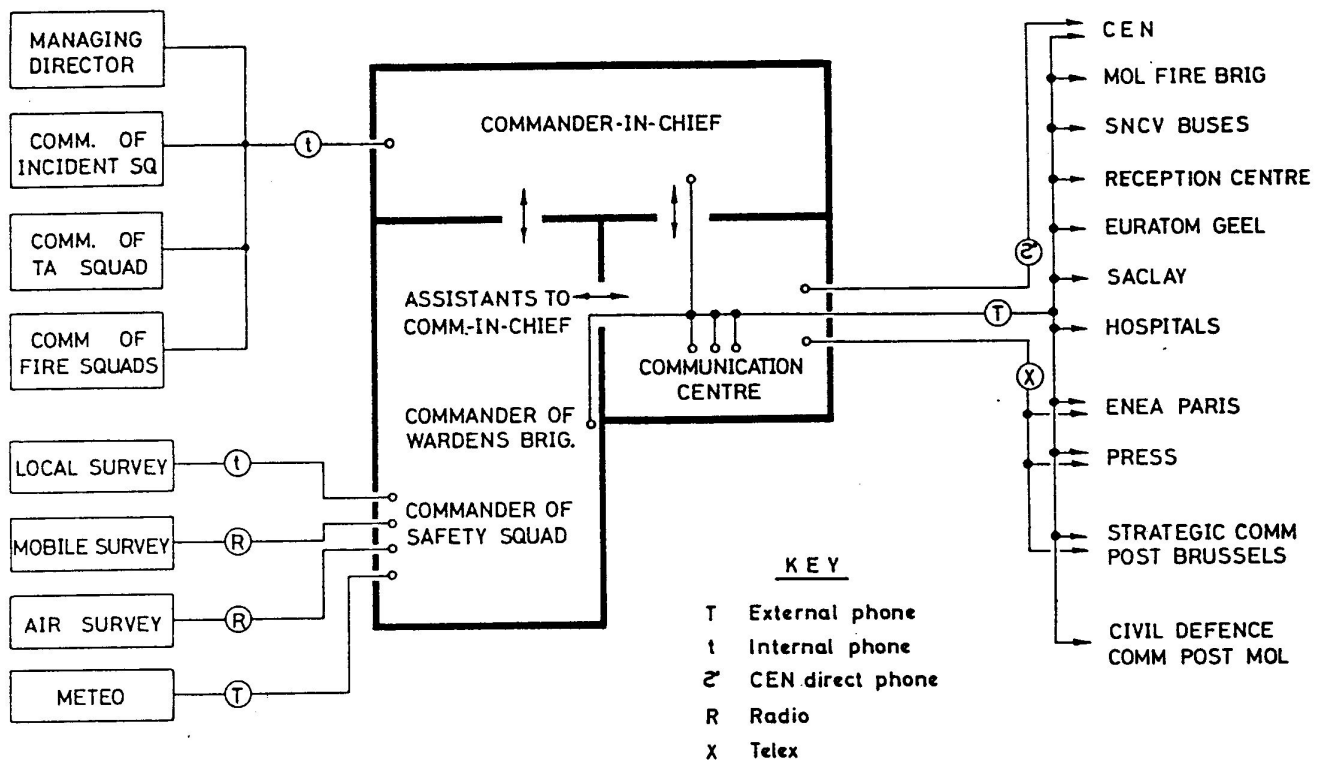 MANAGING
DIRECTOR
COMM. OF
INCIDENT SQ
COMM. OF
TA SQUAD
COMM OF
FIRE SQUADS
t
LOCAL SURVEY
t
MOBILE SURVEY
R
AIR SURVEY
R
METEO
T
COMMANDER-IN-CHIEF
ASSISTANTS TO
COMM.-IN-CHIEF
COMMUNICATION
CENTRE
COMMANDER OF
WARDENS BRIG.
COMMANDER OF
SAFETY SQUAD
T
X
CEN
MOL FIRE BRIG
SNCV BUSES
RECEPTION CENTRE
EURATOM GEEL
SACLAY
HOSPITALS
ENEA PARIS
PRESS
STRATEGIC COMM
POST BRUSSELS
CIVIL DEFENCE
COMM POST MOL
KEY
T External phone
t Internal phone
CEN direct phone
R Radio
X Telex